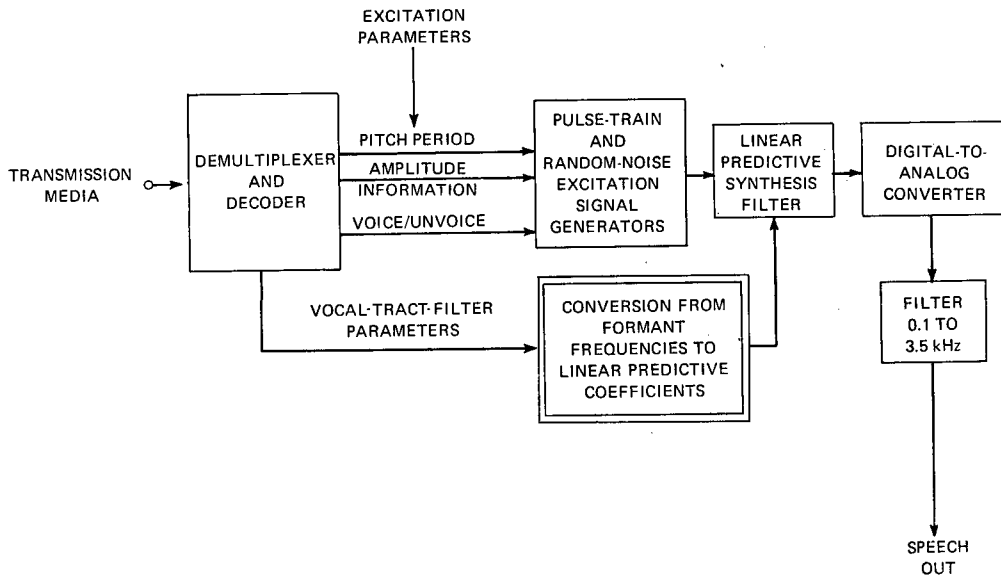 EXCITATION
PARAMETERS
TRANSMISSION
MEDIA
DEMULTIPLEXER
AND
DECODER
PITCH PERIOD
AMPLITUDE
INFORMATION
VOICE/UNVOICE
PULSE-TRAIN
AND
RANDOM-NOISE
EXCITATION
SIGNAL
GENERATORS
LINEAR
PREDICTIVE
SYNTHESIS
FILTER
DIGITAL-TO-
ANALOG
CONVERTER
VOCAL-TRACT-FILTER
PARAMETERS
CONVERSION FROM
FORMANT
FREQUENCIES TO
LINEAR PREDICTIVE
COEFFICIENTS
FILTER
0.1 TO
3.5 kHz
SPEECH
OUT